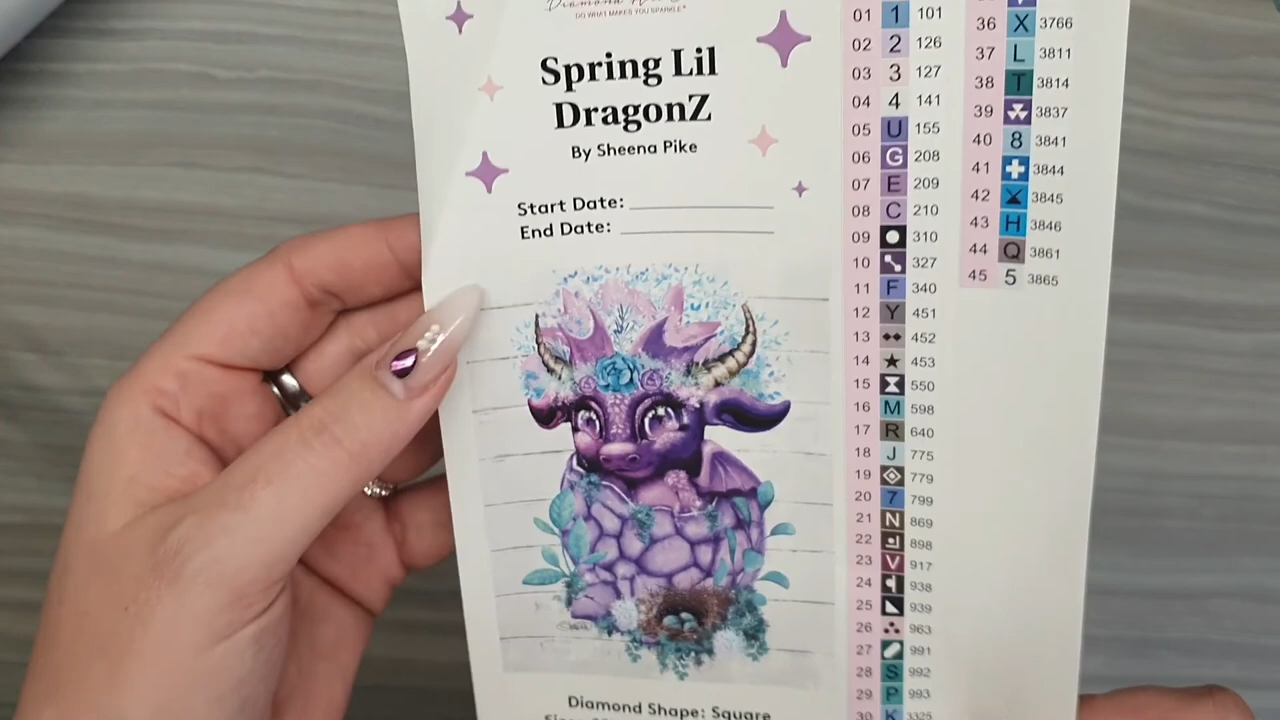 DO WHAT MAKES YOU SPARKLE
Spring Lil
DragonZ
By Sheena Pike
Start Date:
End Date:
Diamond Shape: Square
01 1 101
02 2 126
03 3 127
04 4 141
05 U 155
06 G 208
07 E 209
08 C 210
09 310
10 327
11 F 340
12 Y 451
13 452
14 ★ 453
15 550
16 M 598
17 R 640
18 J 775
19 779
20 7 799
21 N 869
22 898
23 V 917
24 938
25 939
26 963
27 991
28 S 992
29 P 993
30 K 3325
36 X 3766
37 L 3811
38 T 3814
39 3837
40 8 3841
41 3844
42 3845
43 H 3846
44 Q 3861
45 5 3865